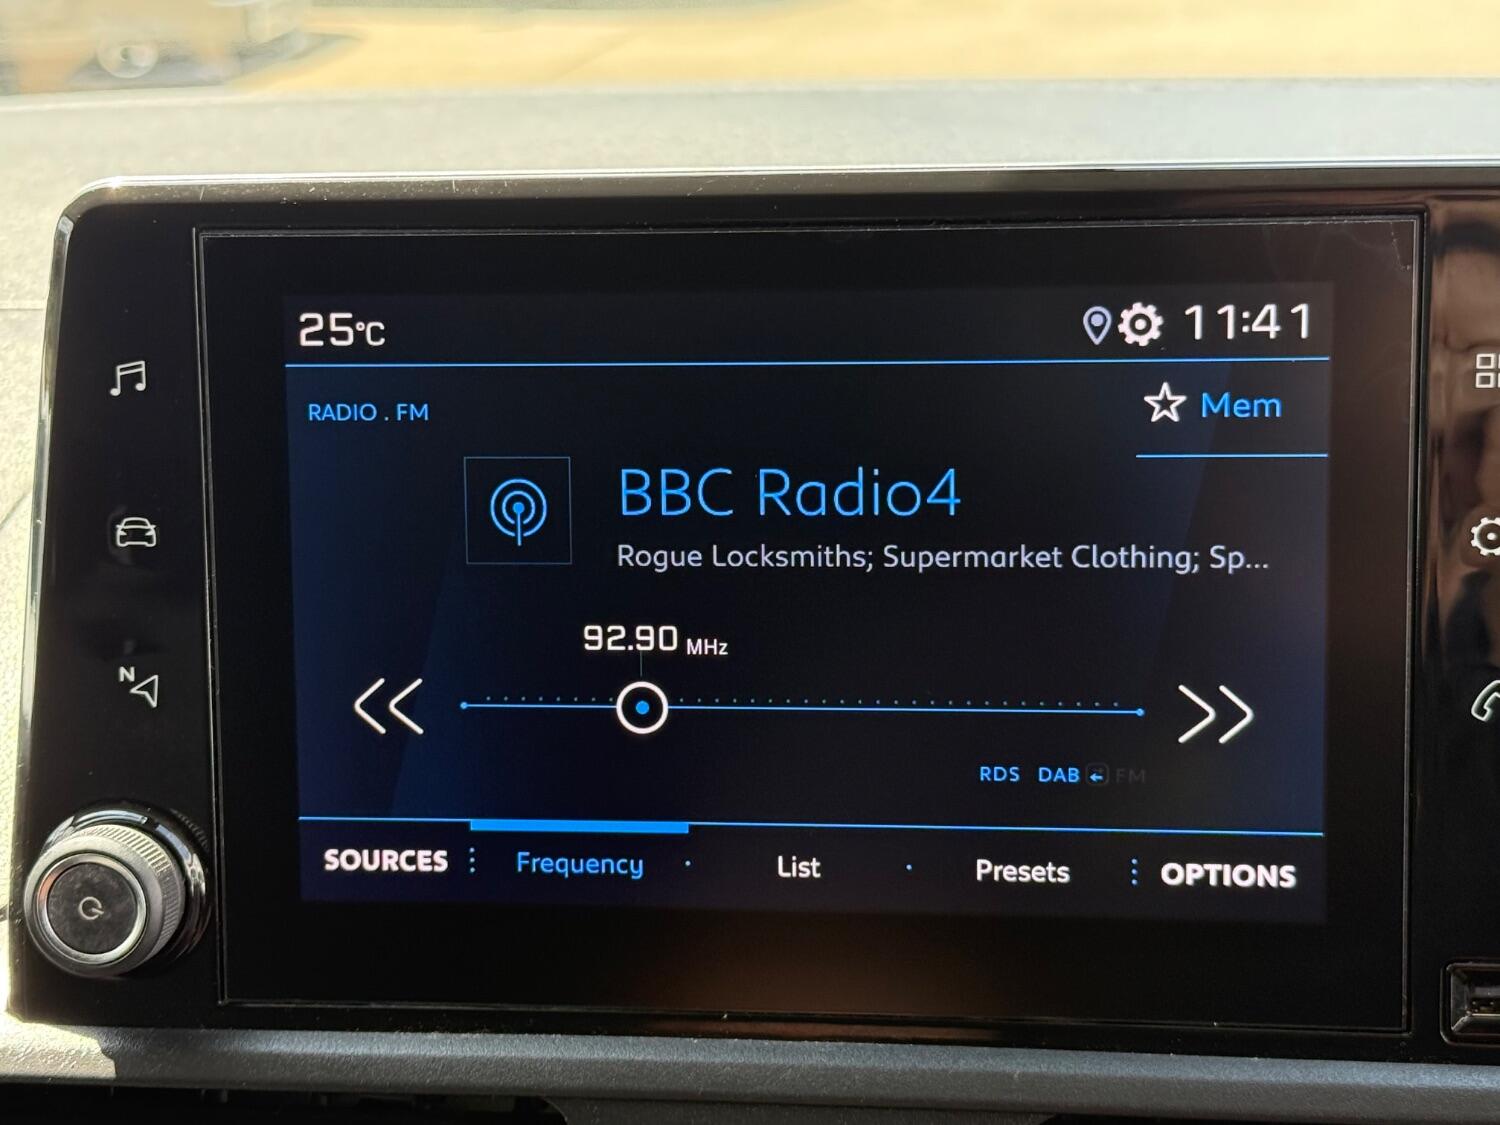 25°C
11:41
RADIO . FM
Mem
BBC Radio4
Rogue Locksmiths; Supermarket Clothing; Sp...
92.90 MHz
N
RDS DAB FM
SOURCES Frequency List Presets OPTIONS